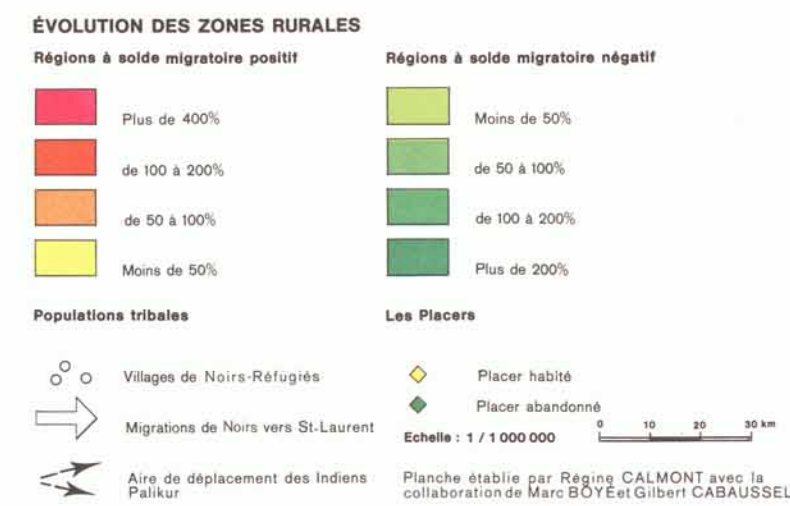 ÉVOLUTION DES ZONES RURALES
Régions à solde migratoire positif
Plus de 400%
de 100 à 200%
de 50 à 100%
Moins de 50%
Régions à solde migratoire négatif
Moins de 50%
de 50 à 100%
de 100 à 200%
Plus de 200%
Populations tribales
Villages de Noirs-Réfugiés
Migrations de Noirs vers St-Laurent
Aire de déplacement des Indiens
Palikur
Les Placers
Placer habité
Placer abandonné
Echelle : 1 / 1 000 000
0 10 20 30 km
Planche établie par Régine CALMONT avec la
collaboration de Marc BOYÉ et Gilbert CABAUSSEL